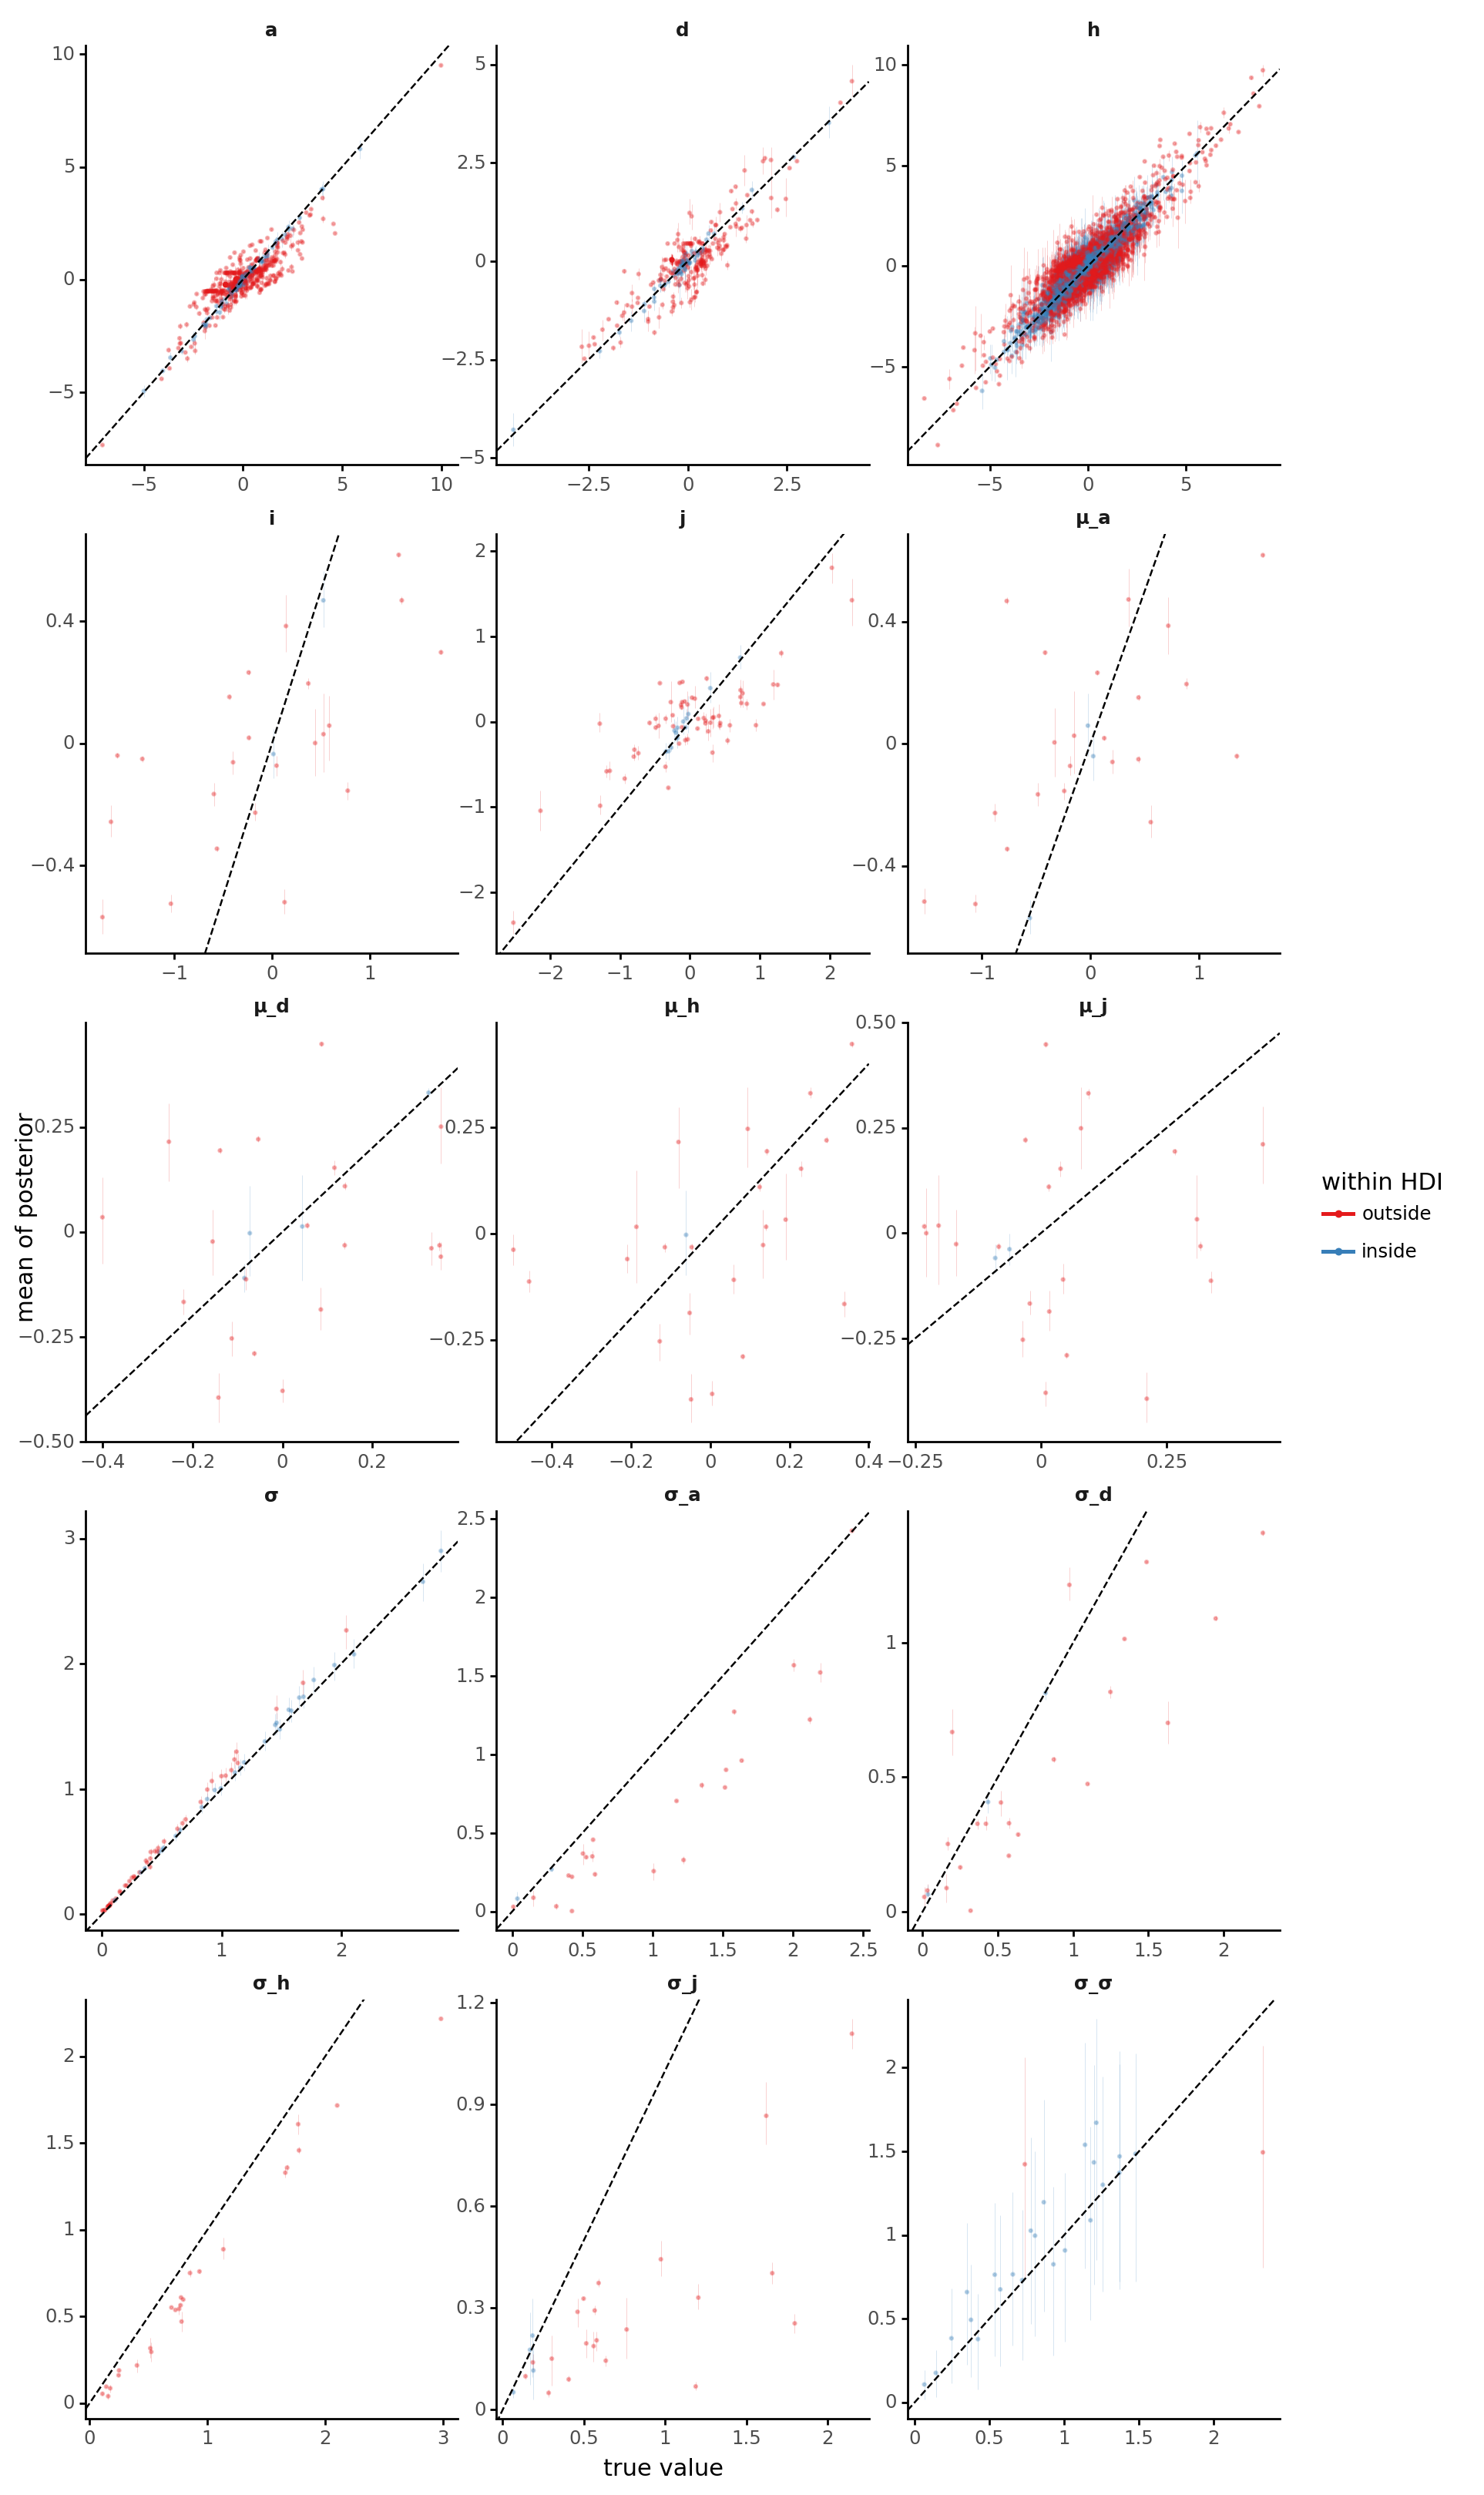 a d h
10 5 10
5 2.5 5
0 0 0
−5 −2.5 −5
−5
−5 0 5 10 −2.5 0 2.5 −5 0 5
i j μ_a
2
0.4 1 0.4
0 0 0
−0.4 −1 −0.4
−2
−1 0 1 −2 −1 0 1 2 −1 0 1
μ_d μ_h μ_j
0.50
0.25 0.25 0.25
0 0 0
−0.25 −0.25 −0.25
−0.50
−0.4 −0.2 0 0.2 −0.4 −0.2 0 0.2 0.4 −0.25 0 0.25
mean of posterior
within HDI
outside
inside
σ σ_a σ_d
3 2.5
2 2
1.5 1
1 1 0.5
0.5
0 0 0
0 1 2 0 0.5 1 1.5 2 2.5 0 0.5 1 1.5 2
σ_h σ_j σ_σ
1.2
2 0.9 2
1.5 0.6 1.5
1 1
0.5 0.3 0.5
0 0 0
0 1 2 3 0 0.5 1 1.5 2 0 0.5 1 1.5 2
true value